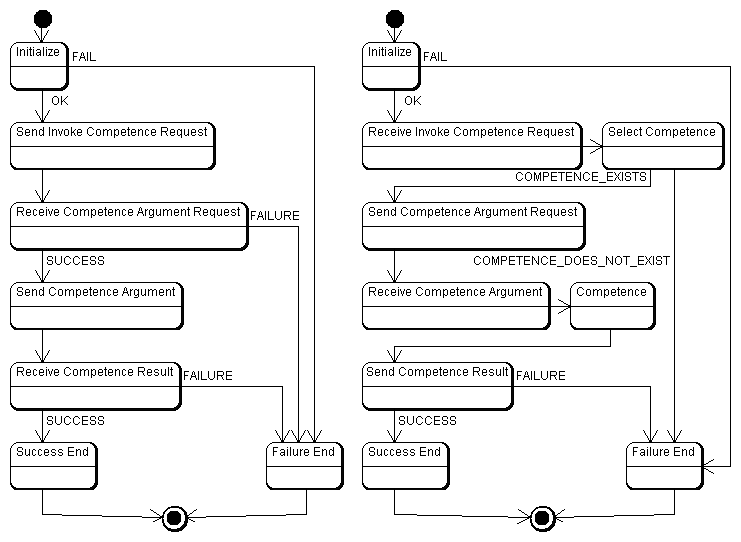 Initialize
FAIL
OK
Send Invoke Competence Request
Receive Competence Argument Request
FAILURE
SUCCESS
Send Competence Argument
Receive Competence Result
FAILURE
SUCCESS
Success End
Failure End
Initialize
FAIL
OK
Receive Invoke Competence Request
Select Competence
COMPETENCE_EXISTS
Send Competence Argument Request
COMPETENCE_DOES_NOT_EXIST
Receive Competence Argument
Competence
Send Competence Result
FAILURE
SUCCESS
Success End
Failure End